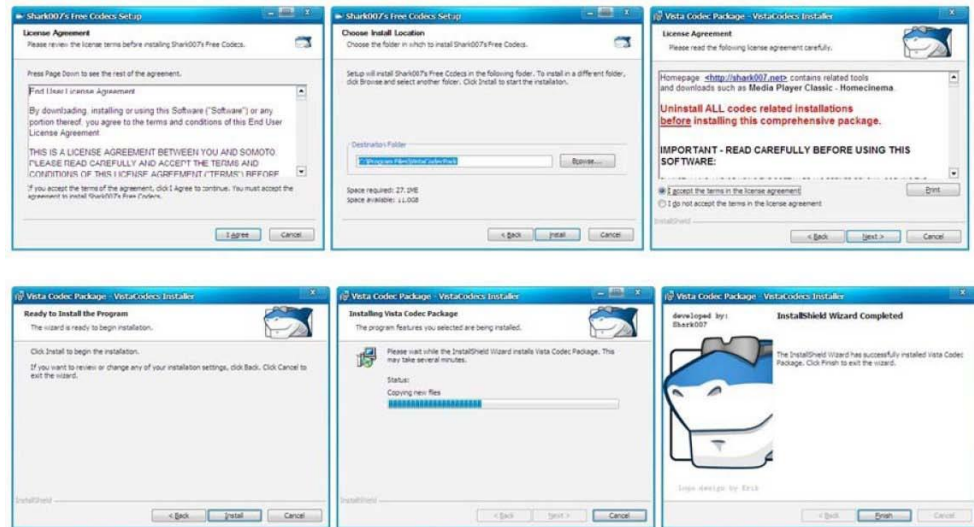 Shark007's Free Codecs Setup
License Agreement
Please review the license terms before installing Shark007's Free Codecs.
Press Page Down to see the rest of the agreement.
End User License Agreement
By downloading, installing or using this Software ("Software") or any
portion thereof, you agree to the terms and conditions of this End User
License Agreement
THIS IS A LICENSE AGREEMENT BETWEEN YOU AND SOMOTO.
PLEASE READ CAREFULLY AND ACCEPT THE TERMS AND
CONDITIONS OF THIS LICENSE AGREEMENT ("TERMS") BEFORE
If you accept the terms of the agreement, click I Agree to continue. You must accept the
agreement to install Shark007's Free Codecs.
I Agree
Cancel
Shark007's Free Codecs Setup
Choose Install Location
Choose the folder in which to install Shark007's Free Codecs.
Setup will install Shark007's Free Codecs in the following folder. To install in a different folder,
click Browse and select another folder. Click Install to start the installation.
Destination Folder
C:\Program Files\VistaCodecPack
Browse...
Space required: 27.1MB
Space available: 11.0GB
< Back
Install
Cancel
Vista Codec Package - VistaCodecs Installer
License Agreement
Please read the following license agreement carefully.
Homepage <http://shark007.net> contains related tools
and downloads such as Media Player Classic - Homecinema.
Uninstall ALL codec related installations
before installing this comprehensive package.
IMPORTANT - READ CAREFULLY BEFORE USING THIS
SOFTWARE:
I accept the terms in the license agreement
Print
I do not accept the terms in the license agreement
InstallShield
< Back
Next >
Cancel
Vista Codec Package - VistaCodecs Installer
Ready to Install the Program
The wizard is ready to begin installation.
Click Install to begin the installation.
If you want to review or change any of your installation settings, click Back. Click Cancel to
exit the wizard.
InstallShield
< Back
Install
Cancel
Vista Codec Package - VistaCodecs Installer
Installing Vista Codec Package
The program features you selected are being installed.
Please wait while the InstallShield Wizard installs Vista Codec Package. This
may take several minutes.
Status:
Copying new files
InstallShield
< Back
Next >
Cancel
Vista Codec Package - VistaCodecs Installer
developed by:
Shark007
InstallShield Wizard Completed
The InstallShield Wizard has successfully installed Vista Codec
Package. Click Finish to exit the wizard.
logo design by Erik
< Back
Finish
Cancel